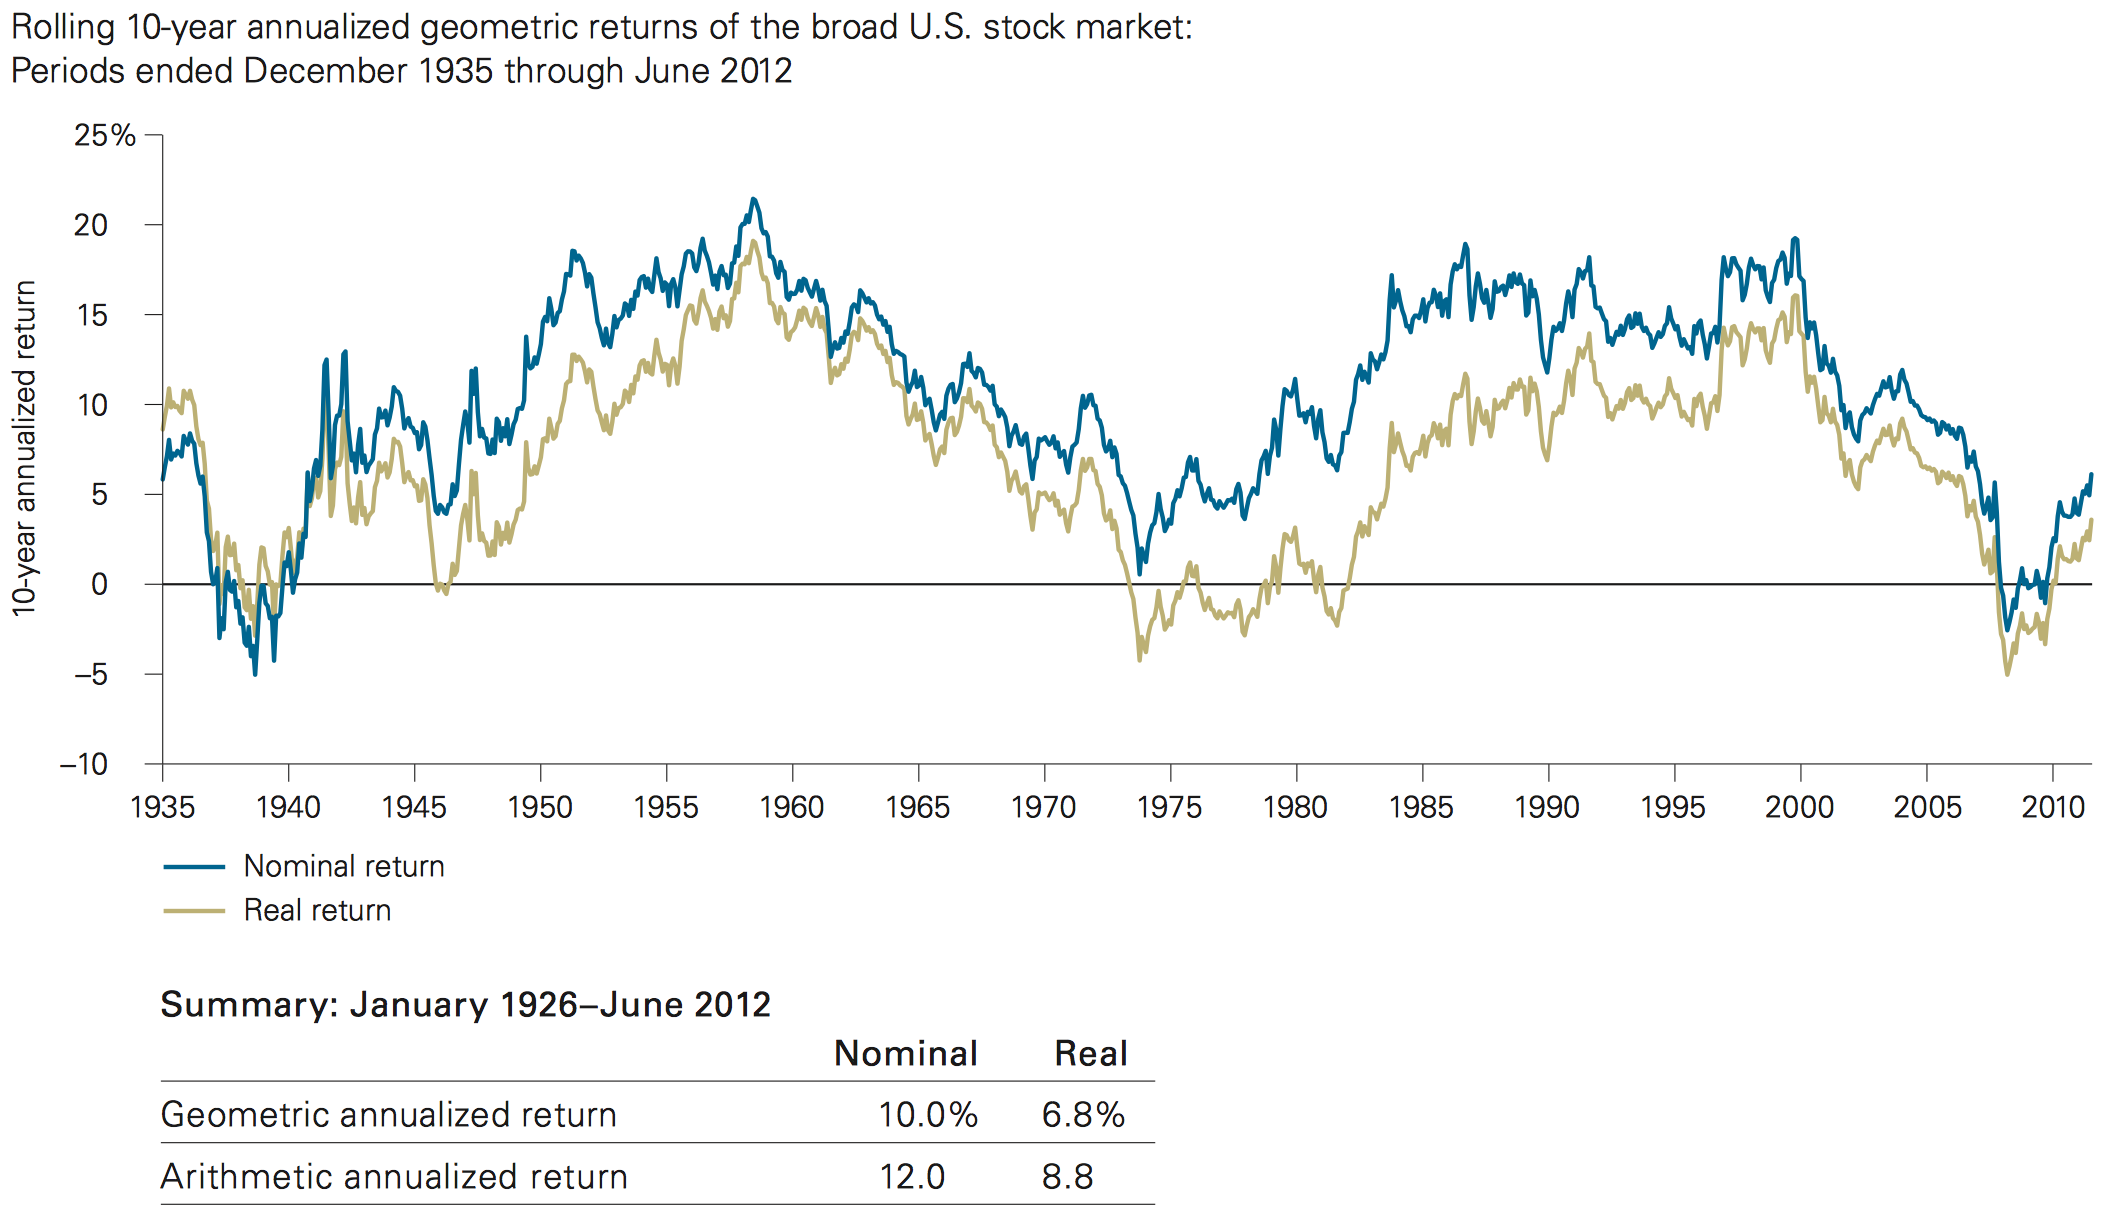 Rolling 10-year annualized geometric returns of the broad U.S. stock market:
Periods ended December 1935 through June 2012
10-year annualized return
25%
20
15
10
5
0
–5
–10
1935 1940 1945 1950 1955 1960 1965 1970 1975 1980 1985 1990 1995 2000 2005 2010
Nominal return
Real return
Summary: January 1926–June 2012
Nominal Real
Geometric annualized return 10.0% 6.8%
Arithmetic annualized return 12.0 8.8